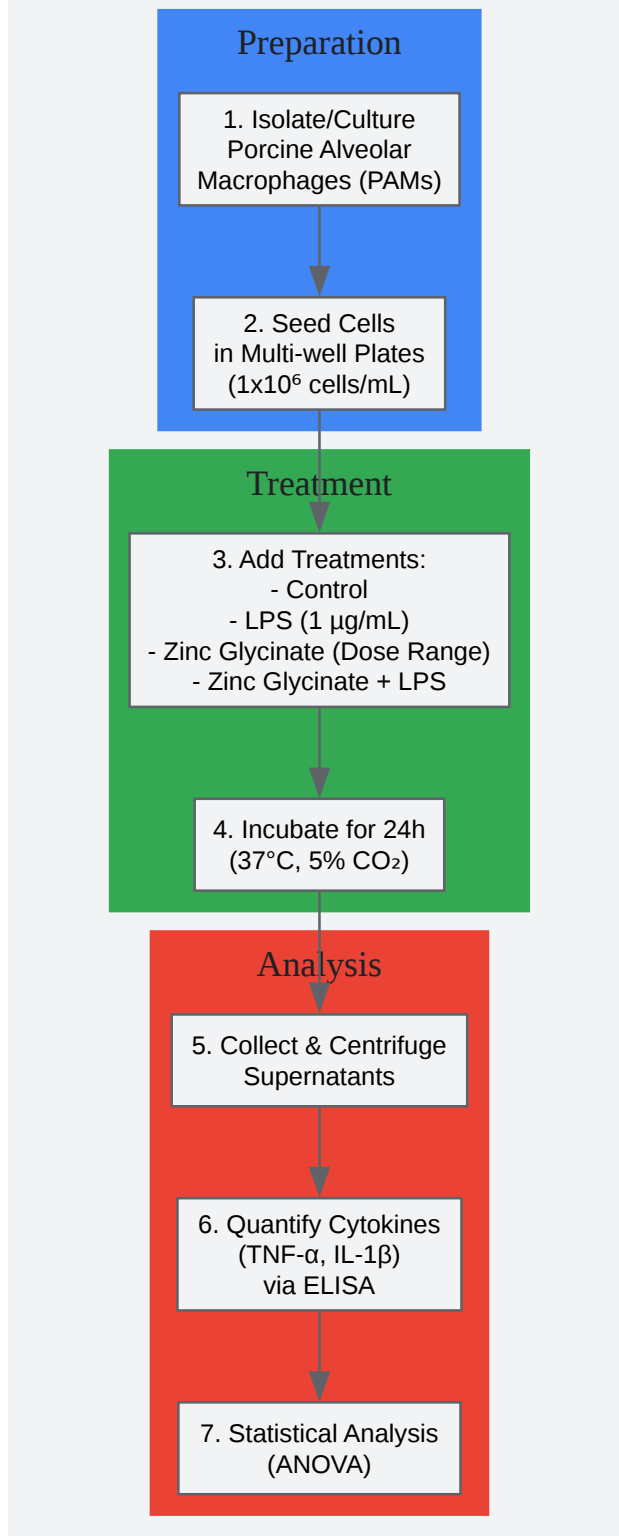 Preparation
1. Isolate/Culture
Porcine Alveolar
Macrophages (PAMs)
2. Seed Cells
in Multi-well Plates
(1x10⁶ cells/mL)
Treatment
3. Add Treatments:
- Control
- LPS (1 µg/mL)
- Zinc Glycinate (Dose Range)
- Zinc Glycinate + LPS
4. Incubate for 24h
(37°C, 5% CO₂)
Analysis
5. Collect & Centrifuge
Supernatants
6. Quantify Cytokines
(TNF-α, IL-1β)
via ELISA
7. Statistical Analysis
(ANOVA)